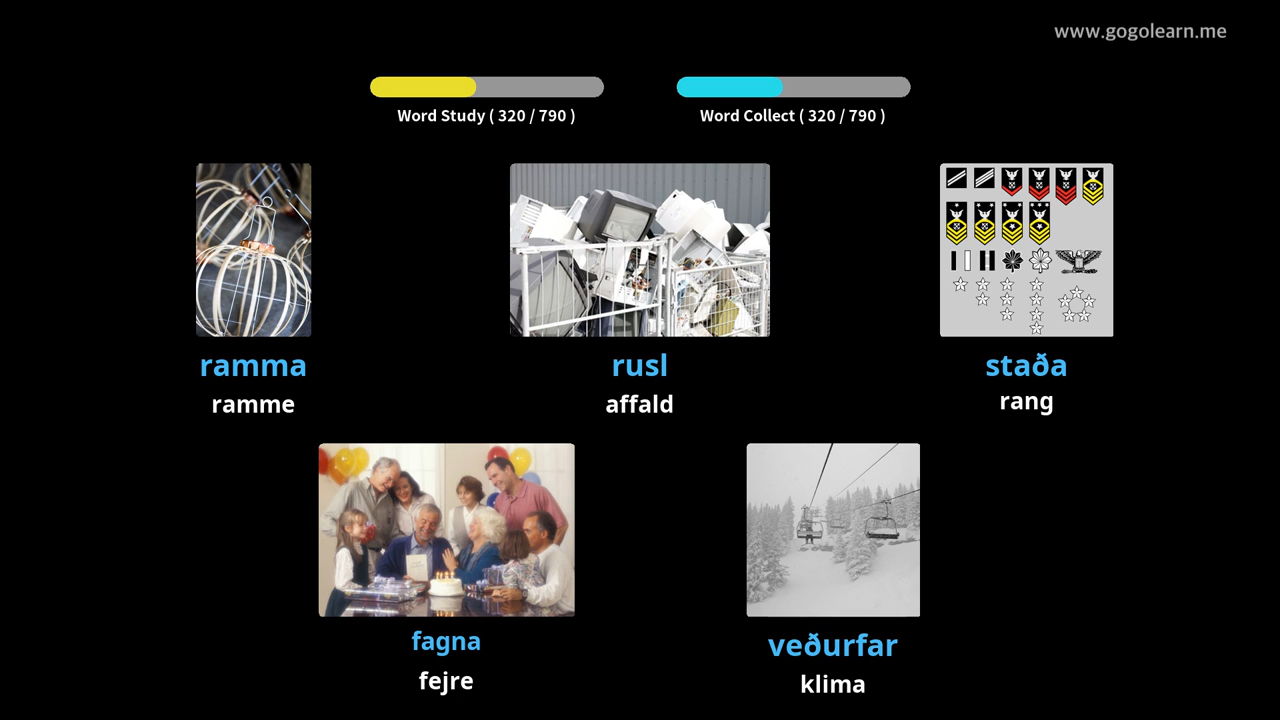 www.gogolearn.me
Word Study ( 320 / 790 )
Word Collect ( 320 / 790 )
ramma
ramme
rusl
affald
staða
rang
fagna
fejre
veðurfar
klima